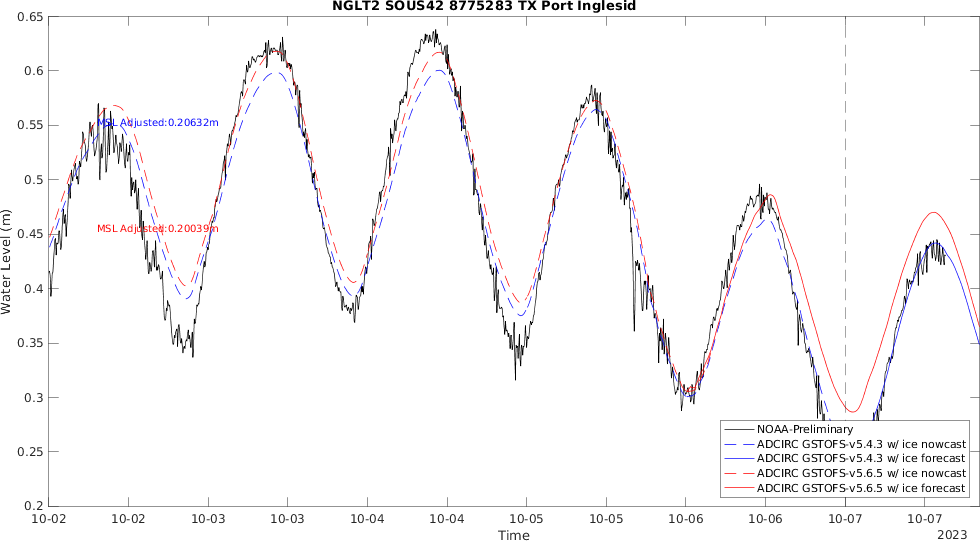 NGLT2 SOUS42 8775283 TX Port Inglesid
0.65
0.6
0.55
0.5
0.45
0.4
0.35
0.3
0.25
0.2
Water Level (m)
MSL Adjusted:0.20632m
MSL Adjusted:0.20039m
NOAA-Preliminary
ADCIRC GSTOFS-v5.4.3 w/ ice nowcast
ADCIRC GSTOFS-v5.4.3 w/ ice forecast
ADCIRC GSTOFS-v5.6.5 w/ ice nowcast
ADCIRC GSTOFS-v5.6.5 w/ ice forecast
10-02 10-02 10-03 10-03 10-04 10-04 10-05 10-05 10-06 10-06 10-07 10-07
Time
2023